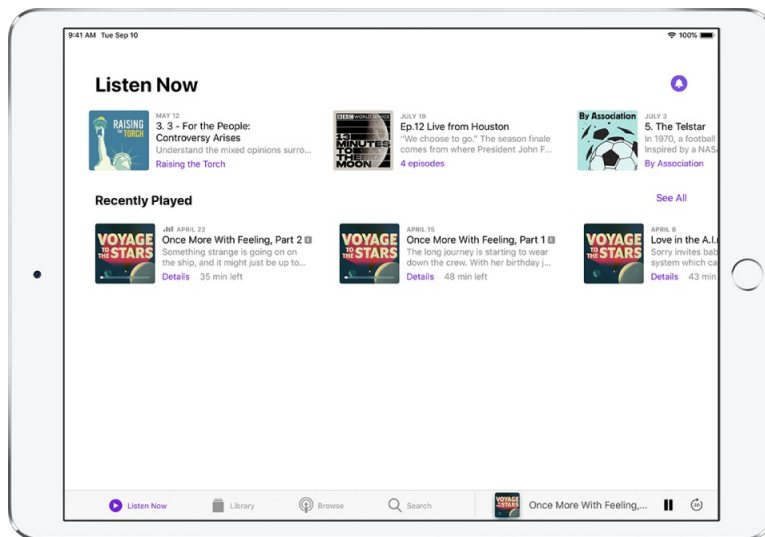 9:41 AM Tue Sep 10
100%
Listen Now
RAISING
THE TORCH
MAY 12
3. 3 - For the People:
Controversy Arises
Understand the mixed opinions surro...
Raising the Torch
BBC WORLD SERVICE
13
MINUTES
TO
THE
MOON
JULY 19
Ep.12 Live from Houston
"We choose to go." The season finale
comes from where President John F...
4 episodes
By Association
JULY 3
5. The Telstar
In 1970, a football
Inspired by a NAS
By Association
Recently Played
See All
VOYAGE
TO THE STARS
APRIL 22
Once More With Feeling, Part 2 E
Something strange is going on on
the ship, and it might just be up to...
Details 35 min left
VOYAGE
TO THE STARS
APRIL 15
Once More With Feeling, Part 1 E
The long journey is starting to wear
down the crew. With her birthday j...
Details 48 min left
VOYAGE
TO THE STARS
APRIL 8
Love in the A.I.
Sorry invites bab
system which ca
Details 43 min
Listen Now
Library
Browse
Search
VOYAGE
TO THE STARS
Once More With Feeling,...
30